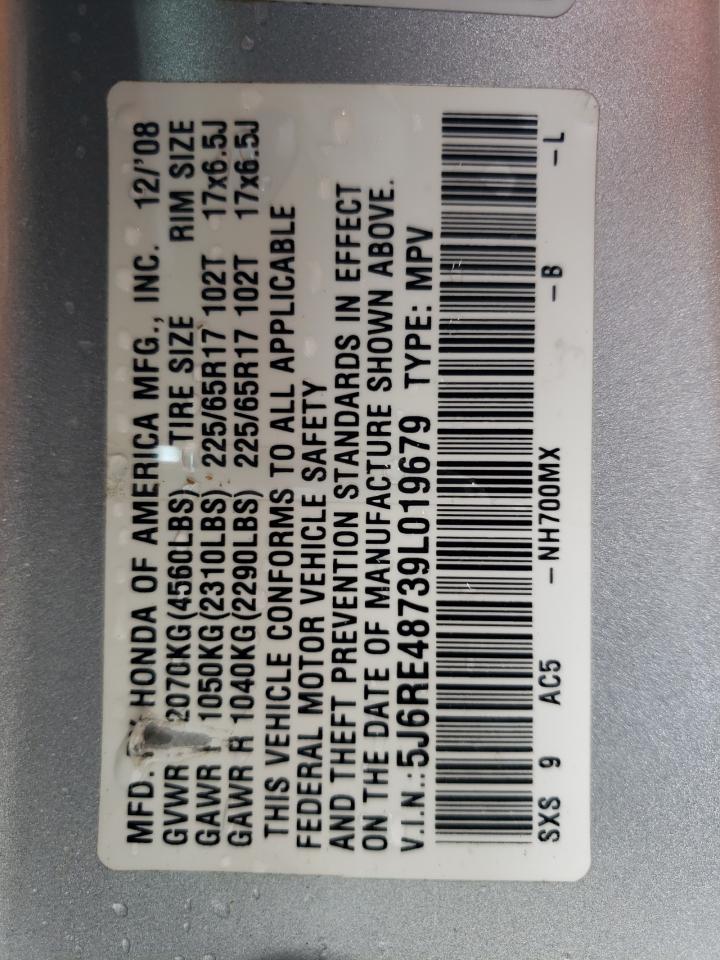 MFD. HONDA OF AMERICA MFG., INC. 12/'08
GVWR 2070KG(4560LBS) TIRE SIZE RIM SIZE
GAWR F 1050KG(2310LBS) 225/65R17 102T 17x6.5J
GAWR R 1040KG(2290LBS) 225/65R17 102T 17x6.5J
THIS VEHICLE CONFORMS TO ALL APPLICABLE
FEDERAL MOTOR VEHICLE SAFETY
AND THEFT PREVENTION STANDARDS IN EFFECT
ON THE DATE OF MANUFACTURE SHOWN ABOVE.
V.I.N.:5J6RE48739L019679 TYPE: MPV
SXS 9 AC5 -NH700MX -B -L